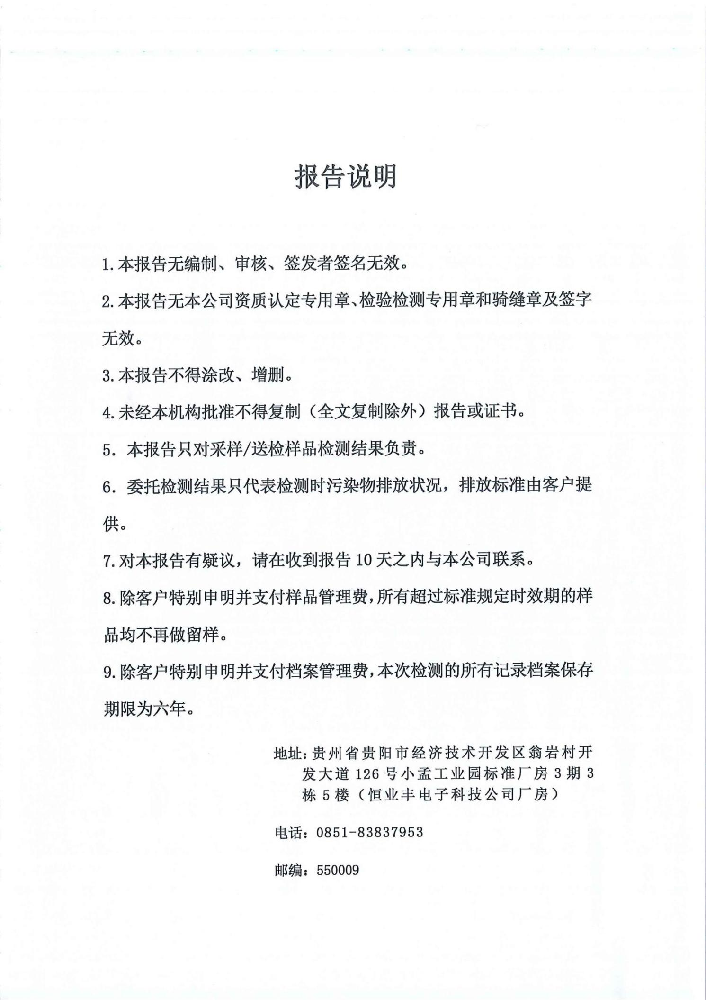 报告说明
1.本报告无编制、审核、签发者签名无效。
2.本报告无本公司资质认定专用章、检验检测专用章和骑缝章及签字
无效。
3.本报告不得涂改、增删。
4.未经本机构批准不得复制（全文复制除外）报告或证书。
5. 本报告只对采样/送检样品检测结果负责。
6. 委托检测结果只代表检测时污染物排放状况，排放标准由客户提
供。
7.对本报告有疑议，请在收到报告 10 天之内与本公司联系。
8.除客户特别申明并支付样品管理费，所有超过标准规定时效期的样
品均不再做留样。
9.除客户特别申明并支付档案管理费，本次检测的所有记录档案保存
期限为六年。
地址：贵州省贵阳市经济技术开发区翁岩村开
发大道 126 号小孟工业园标准厂房 3 期 3
栋 5 楼（恒业丰电子科技公司厂房）
电话：0851-83837953
邮编：550009